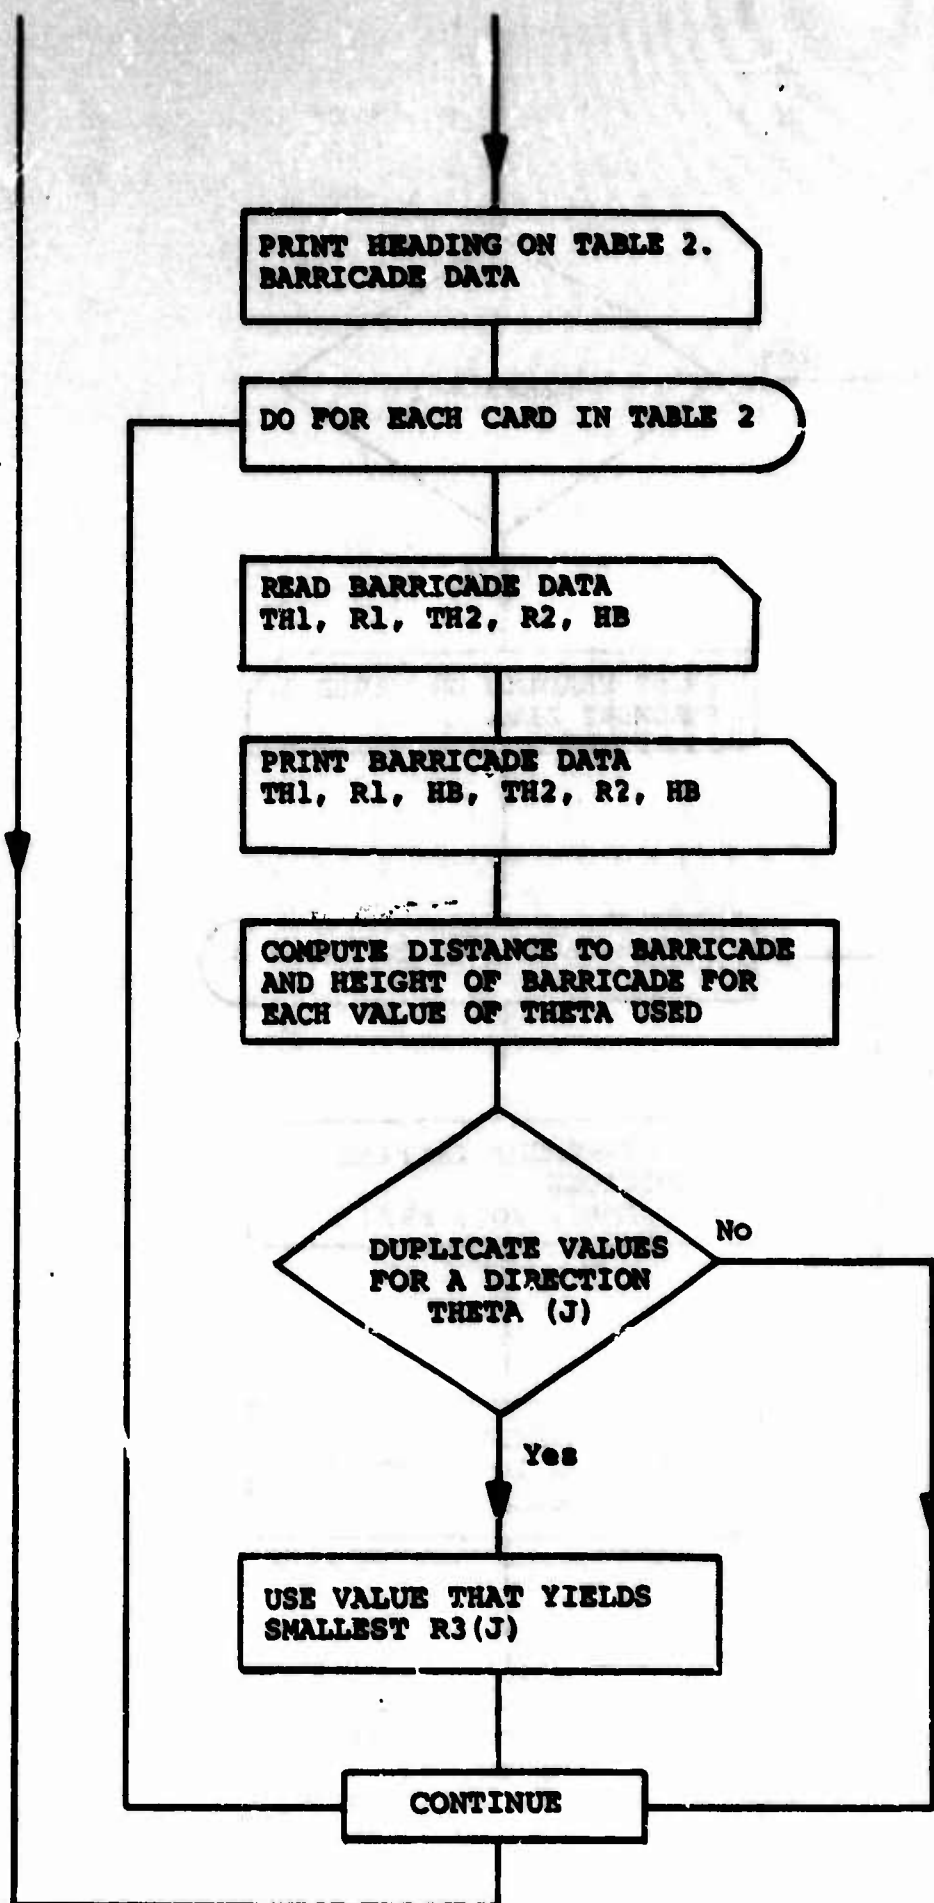 PRINT HEADING ON TABLE 2.
BARRICADE DATA
DO FOR EACH CARD IN TABLE 2
READ BARRICADE DATA
TH1, R1, TH2, R2, HB
PRINT BARRICADE DATA
TH1, R1, HB, TH2, R2, HB
COMPUTE DISTANCE TO BARRICADE
AND HEIGHT OF BARRICADE FOR
EACH VALUE OF THETA USED
DUPLICATE VALUES
FOR A DIRECTION
THETA (J)
No
Yes
USE VALUE THAT YIELDS
SMALLEST R3(J)
CONTINUE